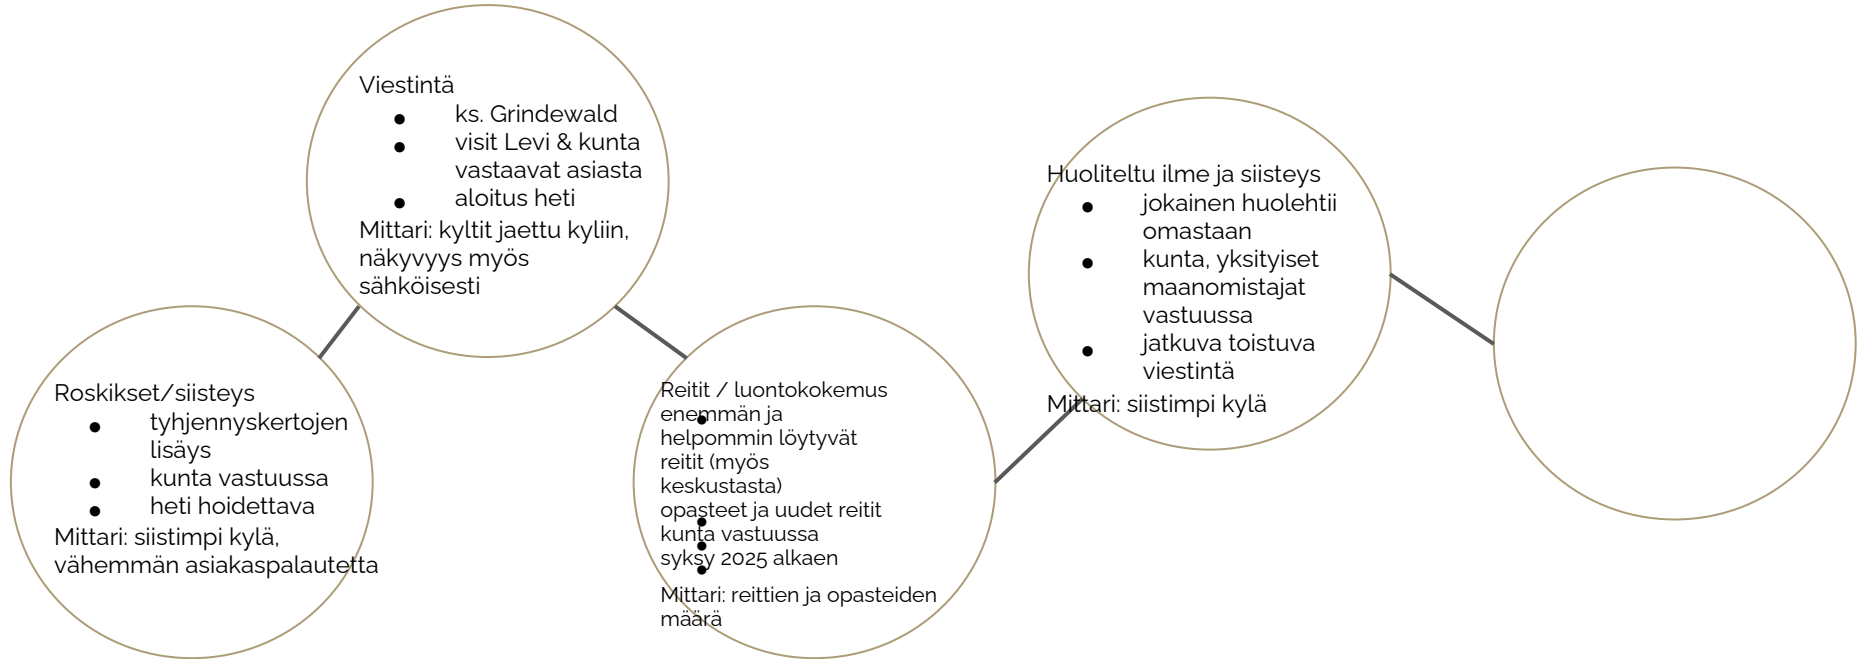 Viestintä
● ks. Grindewald
● visit Levi & kunta
vastaavat asiasta
● aloitus heti
Mittari: kyltit jaettu kyliin,
näkyvyys myös
sähköisesti
Roskikset/siisteys
● tyhjennyskertojen
lisäys
● kunta vastuussa
● heti hoidettava
Mittari: siistimpi kylä,
vähemmän asiakaspalautetta
Reitit / luontokokemus
● enemmän ja
helpommin löytyvät
reitit (myös
keskustasta)
● opasteet ja uudet reitit
● kunta vastuussa
● syksy 2025 alkaen
Mittari: reittien ja opasteiden
määrä
Huoliteltu ilme ja siisteys
● jokainen huolehtii
omastaan
● kunta, yksityiset
maanomistajat
vastuussa
● jatkuva toistuva
viestintä
Mittari: siistimpi kylä